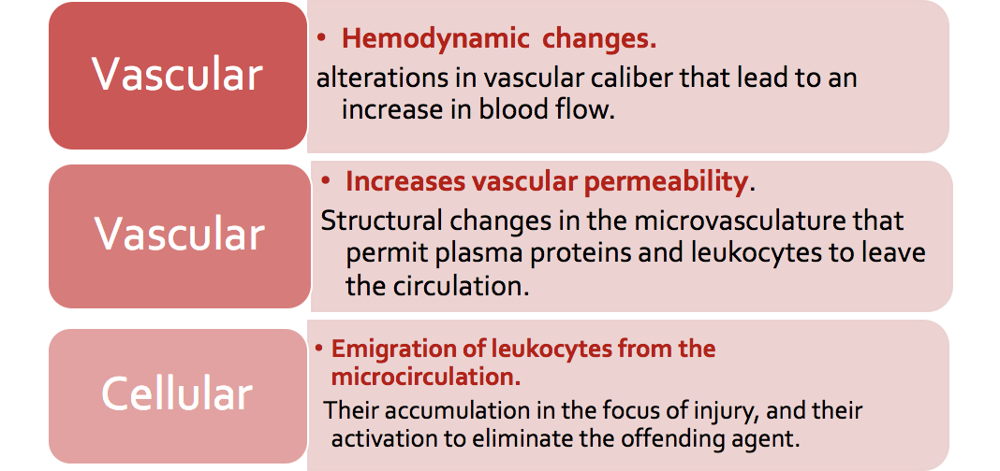 Vascular
• Hemodynamic changes.
alterations in vascular caliber that lead to an
increase in blood flow.
Vascular
• Increases vascular permeability.
Structural changes in the microvasculature that
permit plasma proteins and leukocytes to leave
the circulation.
Cellular
• Emigration of leukocytes from the
microcirculation.
Their accumulation in the focus of injury, and their
activation to eliminate the offending agent.